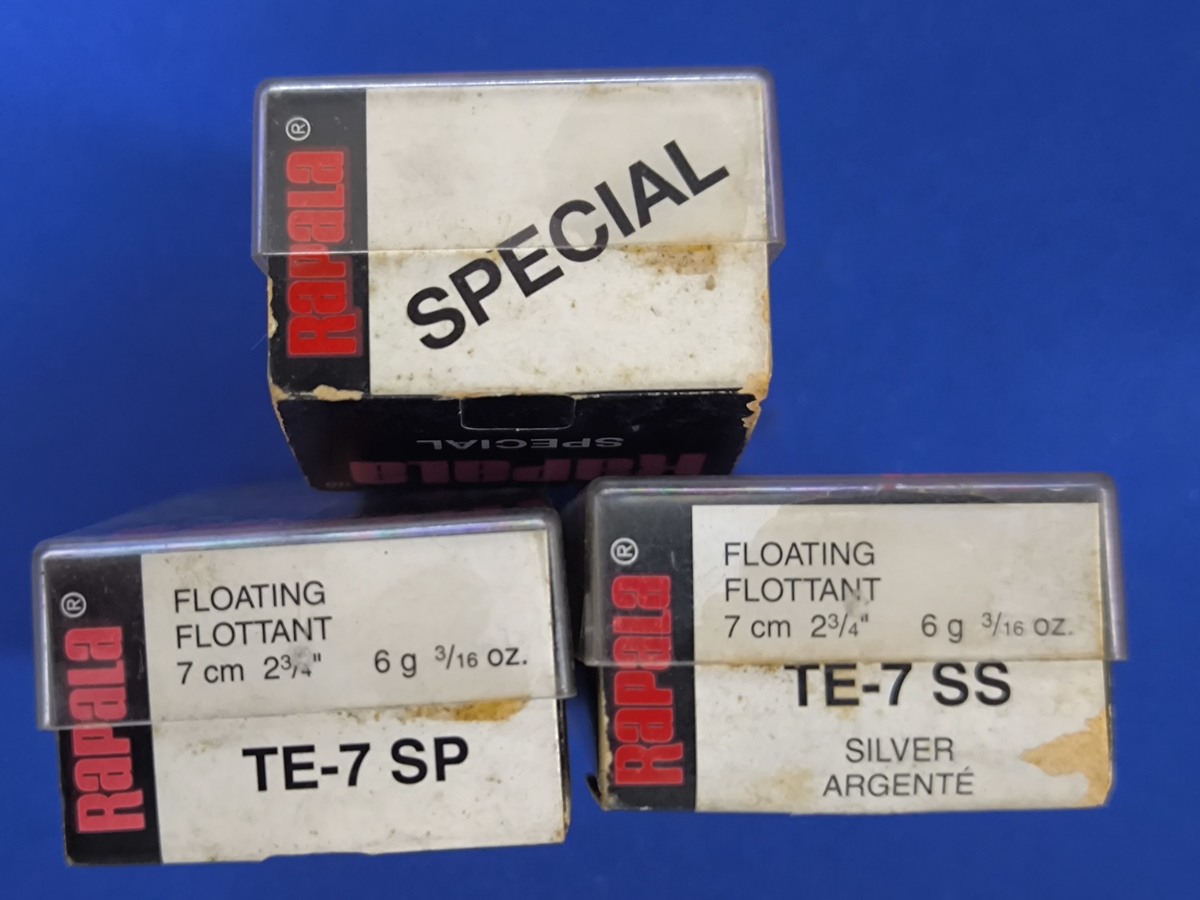 RapaLa®
SPECIAL
SPECIAL
RapaLa
RapaLa®
FLOATING
FLOTTANT
7 cm 2¾" 6 g 3/16 oz.
TE-7 SP
RapaLa®
FLOATING
FLOTTANT
7 cm 2¾" 6 g 3/16 oz.
TE-7 SS
SILVER
ARGENTÉ